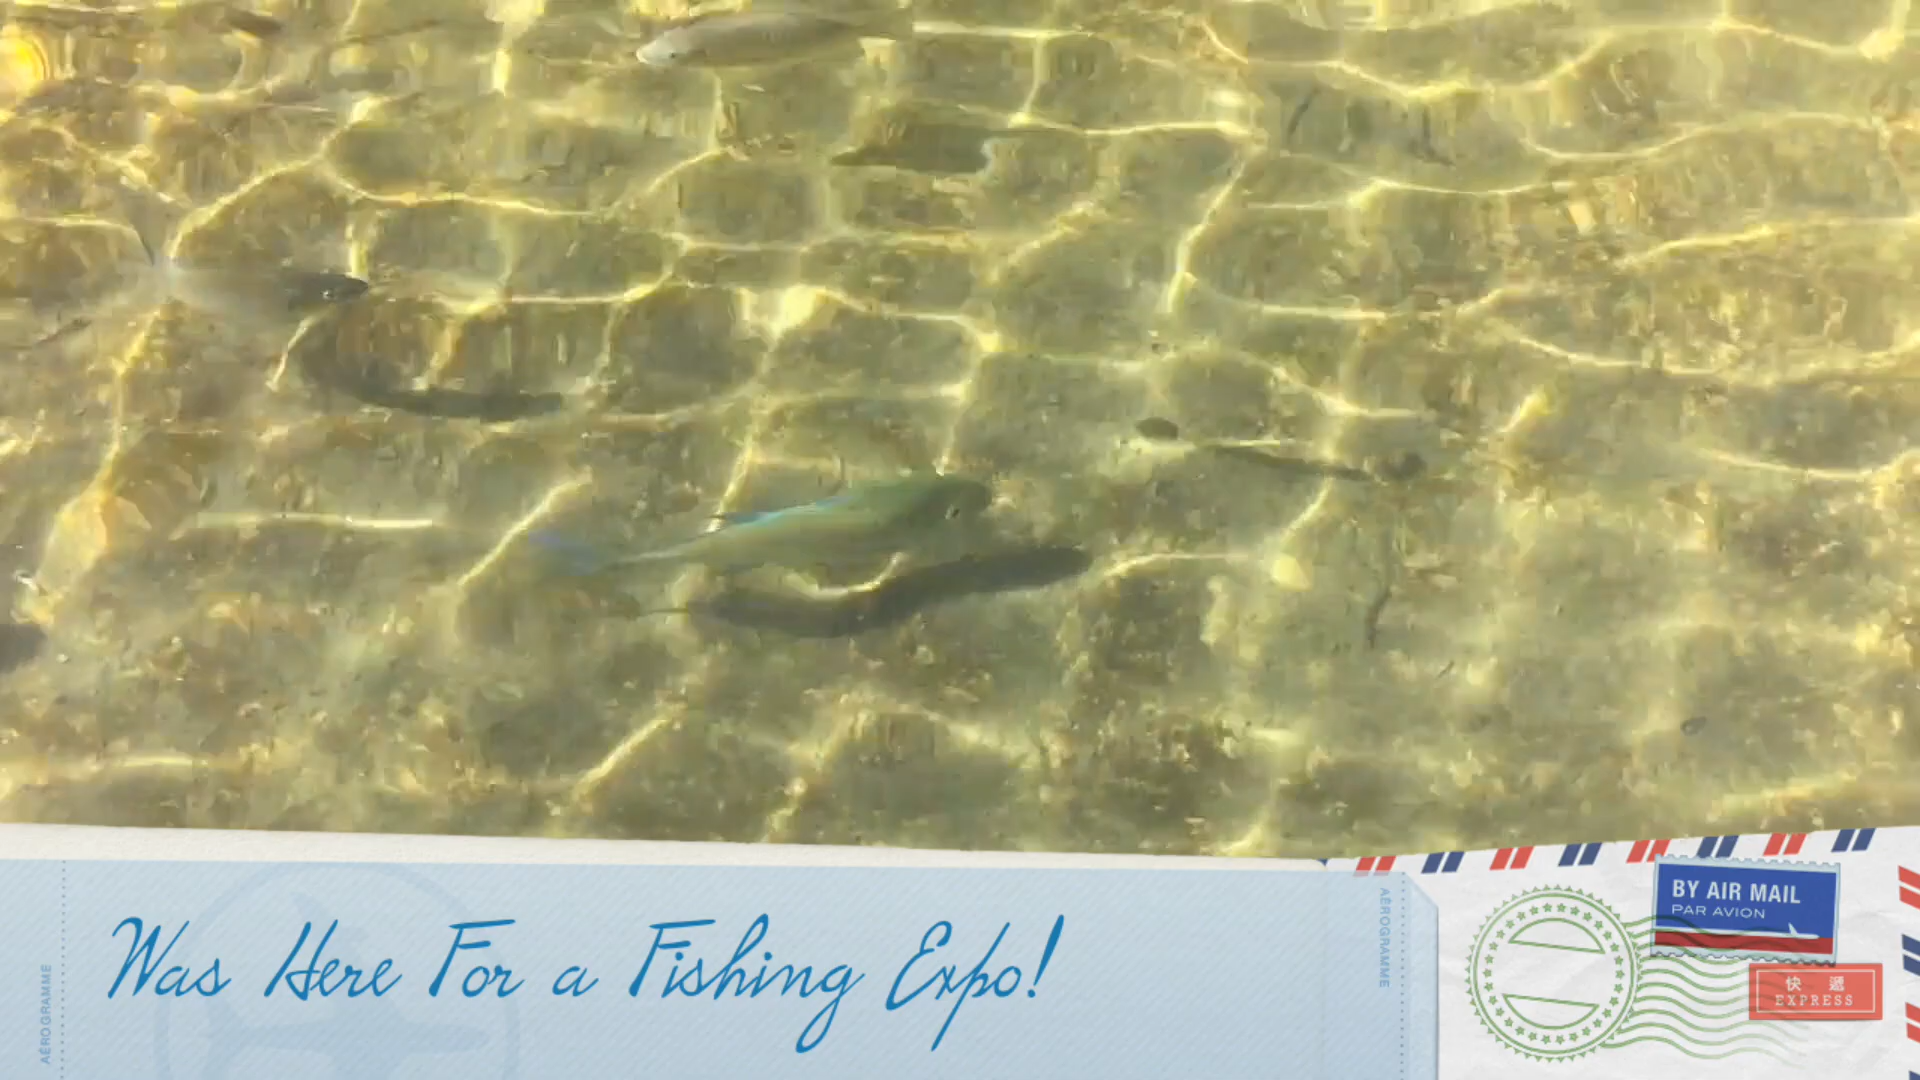 Was Here For a Fishing Expo!
AÉROGRAMME
AÉROGRAMME
BY AIR MAIL
PAR AVION
快遞
EXPRESS